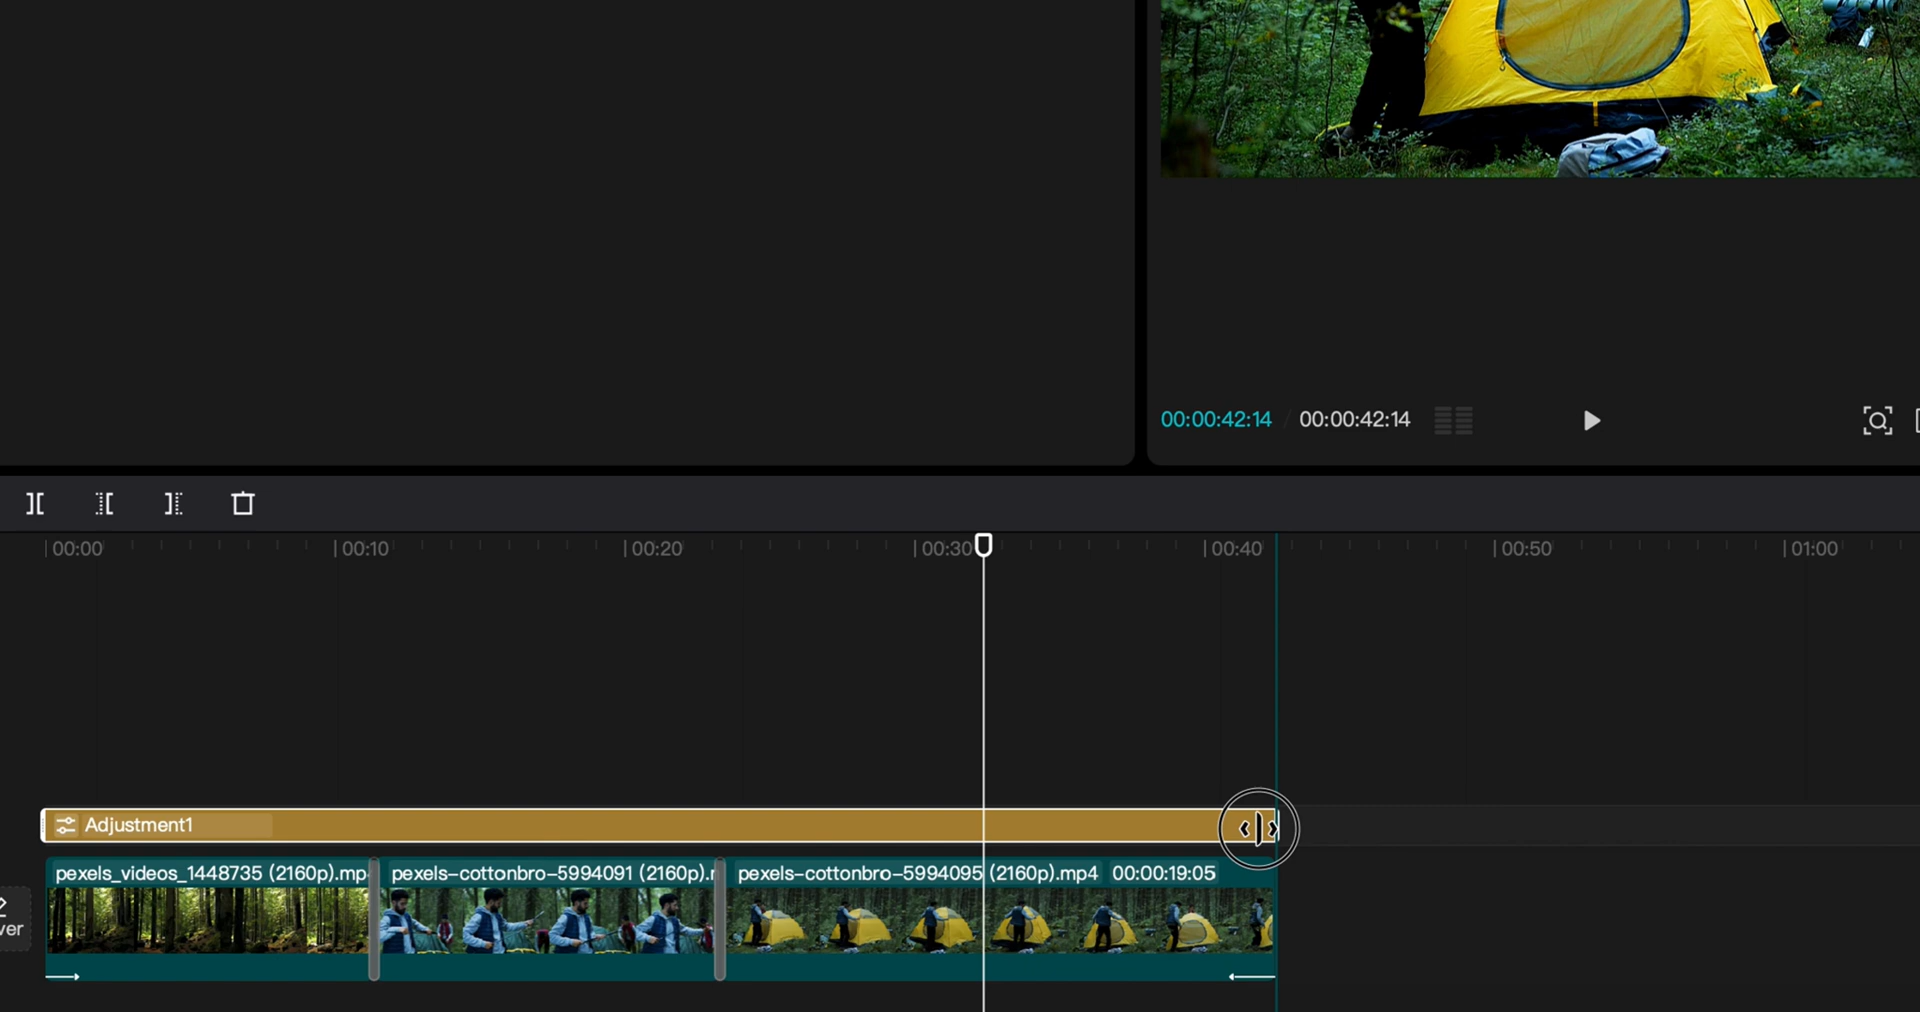 00:00:42:14 / 00:00:42:14
00:00 00:10 00:20 00:30 00:40 00:50 01:00
Adjustment1
pexels_videos_1448735 (2160p).mp pexels-cottonbro-5994091 (2160p).r pexels-cottonbro-5994095 (2160p).mp4 00:00:19:05
ver